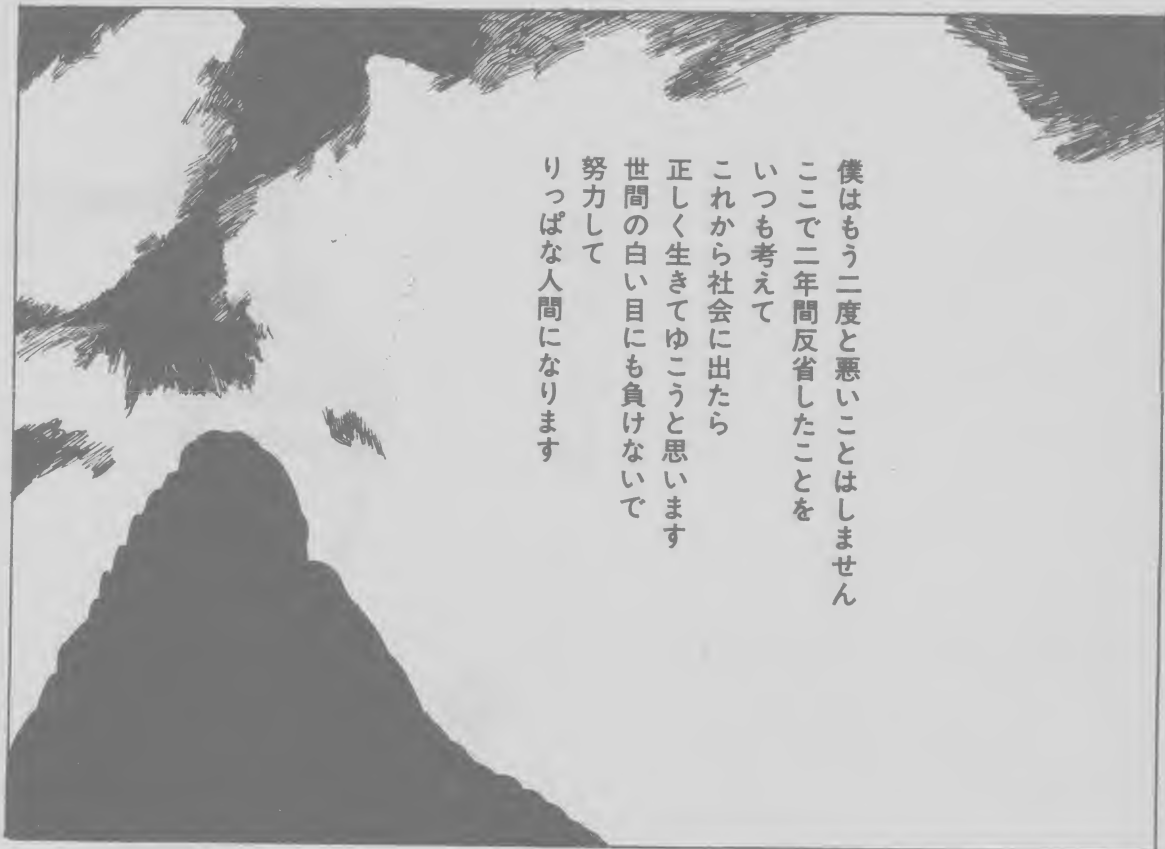 僕はもう二度と悪いことはしません
ここで二年間反省したことを
いつも考えて
これから社会に出たら
正しく生きてゆこうと思います
世間の白い目にも負けないで
努力して
りっぱな人間になります